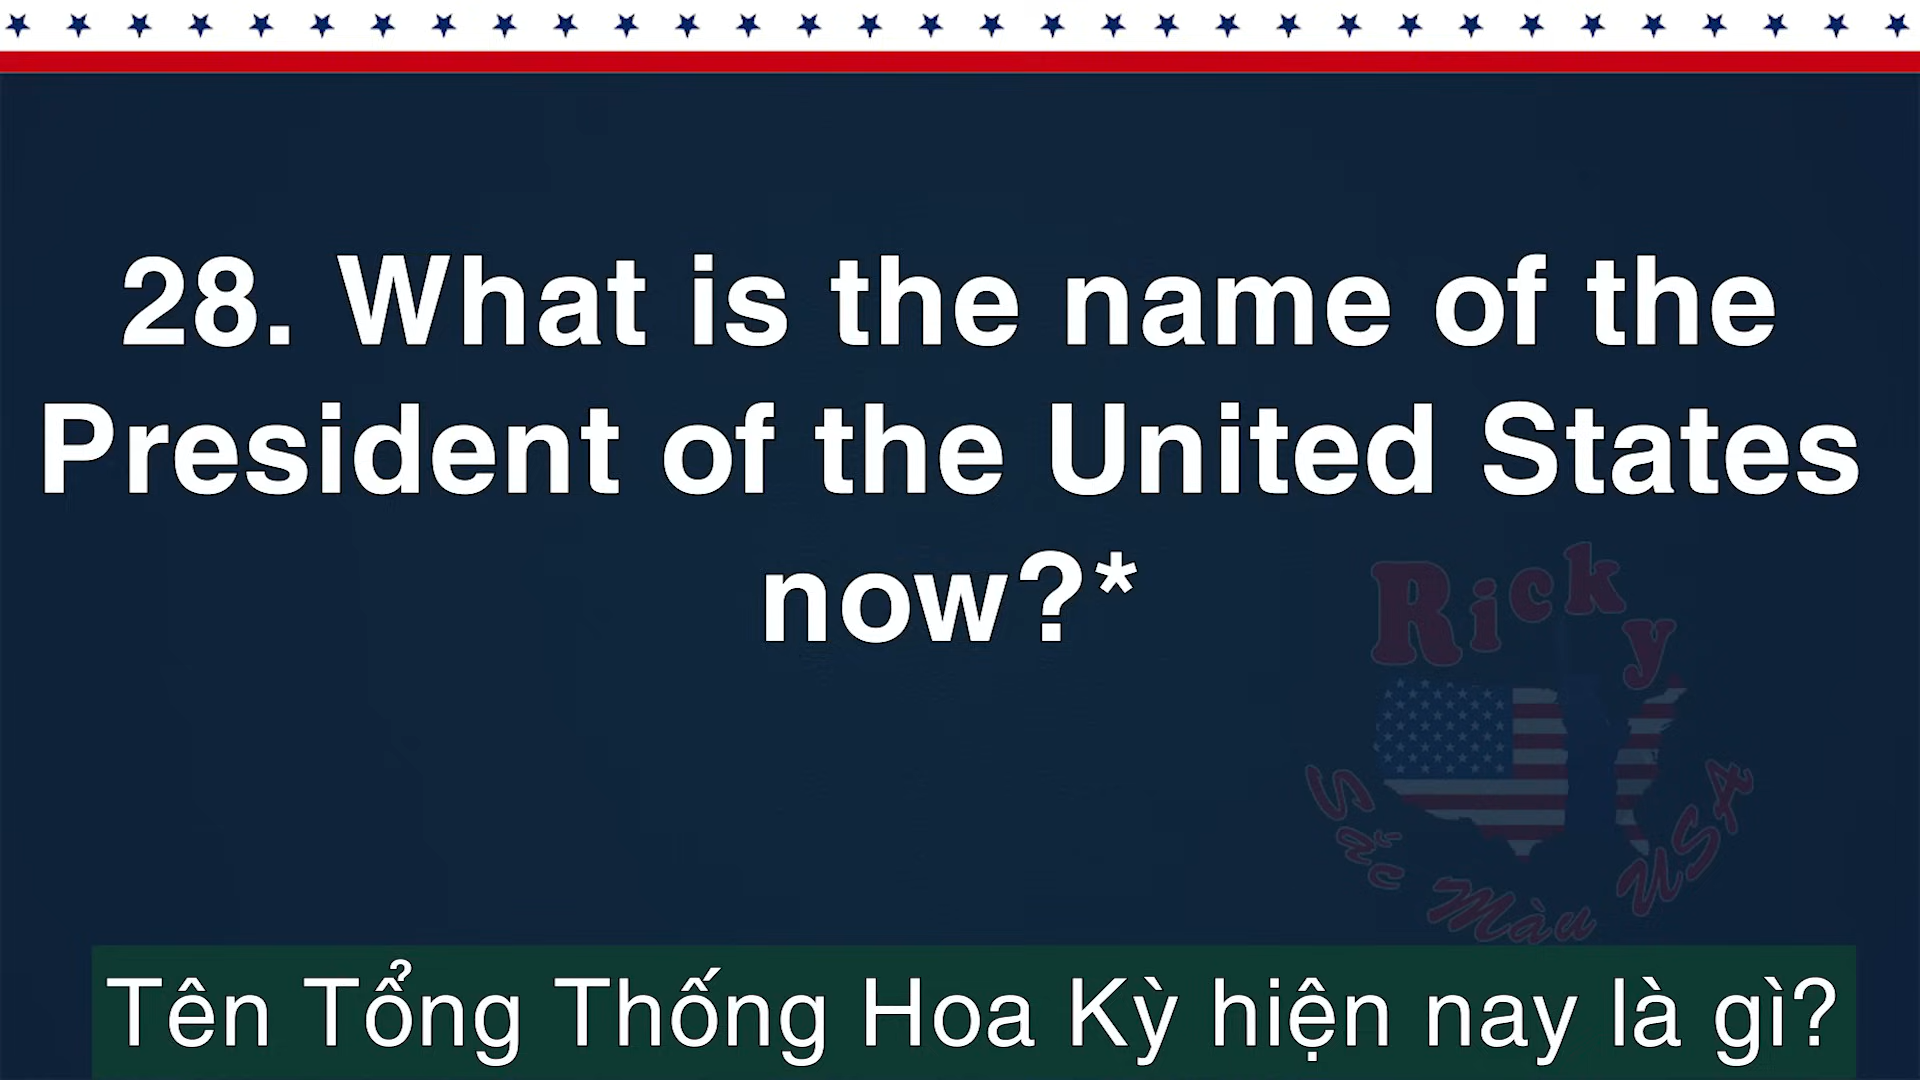 28. What is the name of the
President of the United States
now?*
Ricky
Sắc Màu USA
Tên Tổng Thống Hoa Kỳ hiện nay là gì?